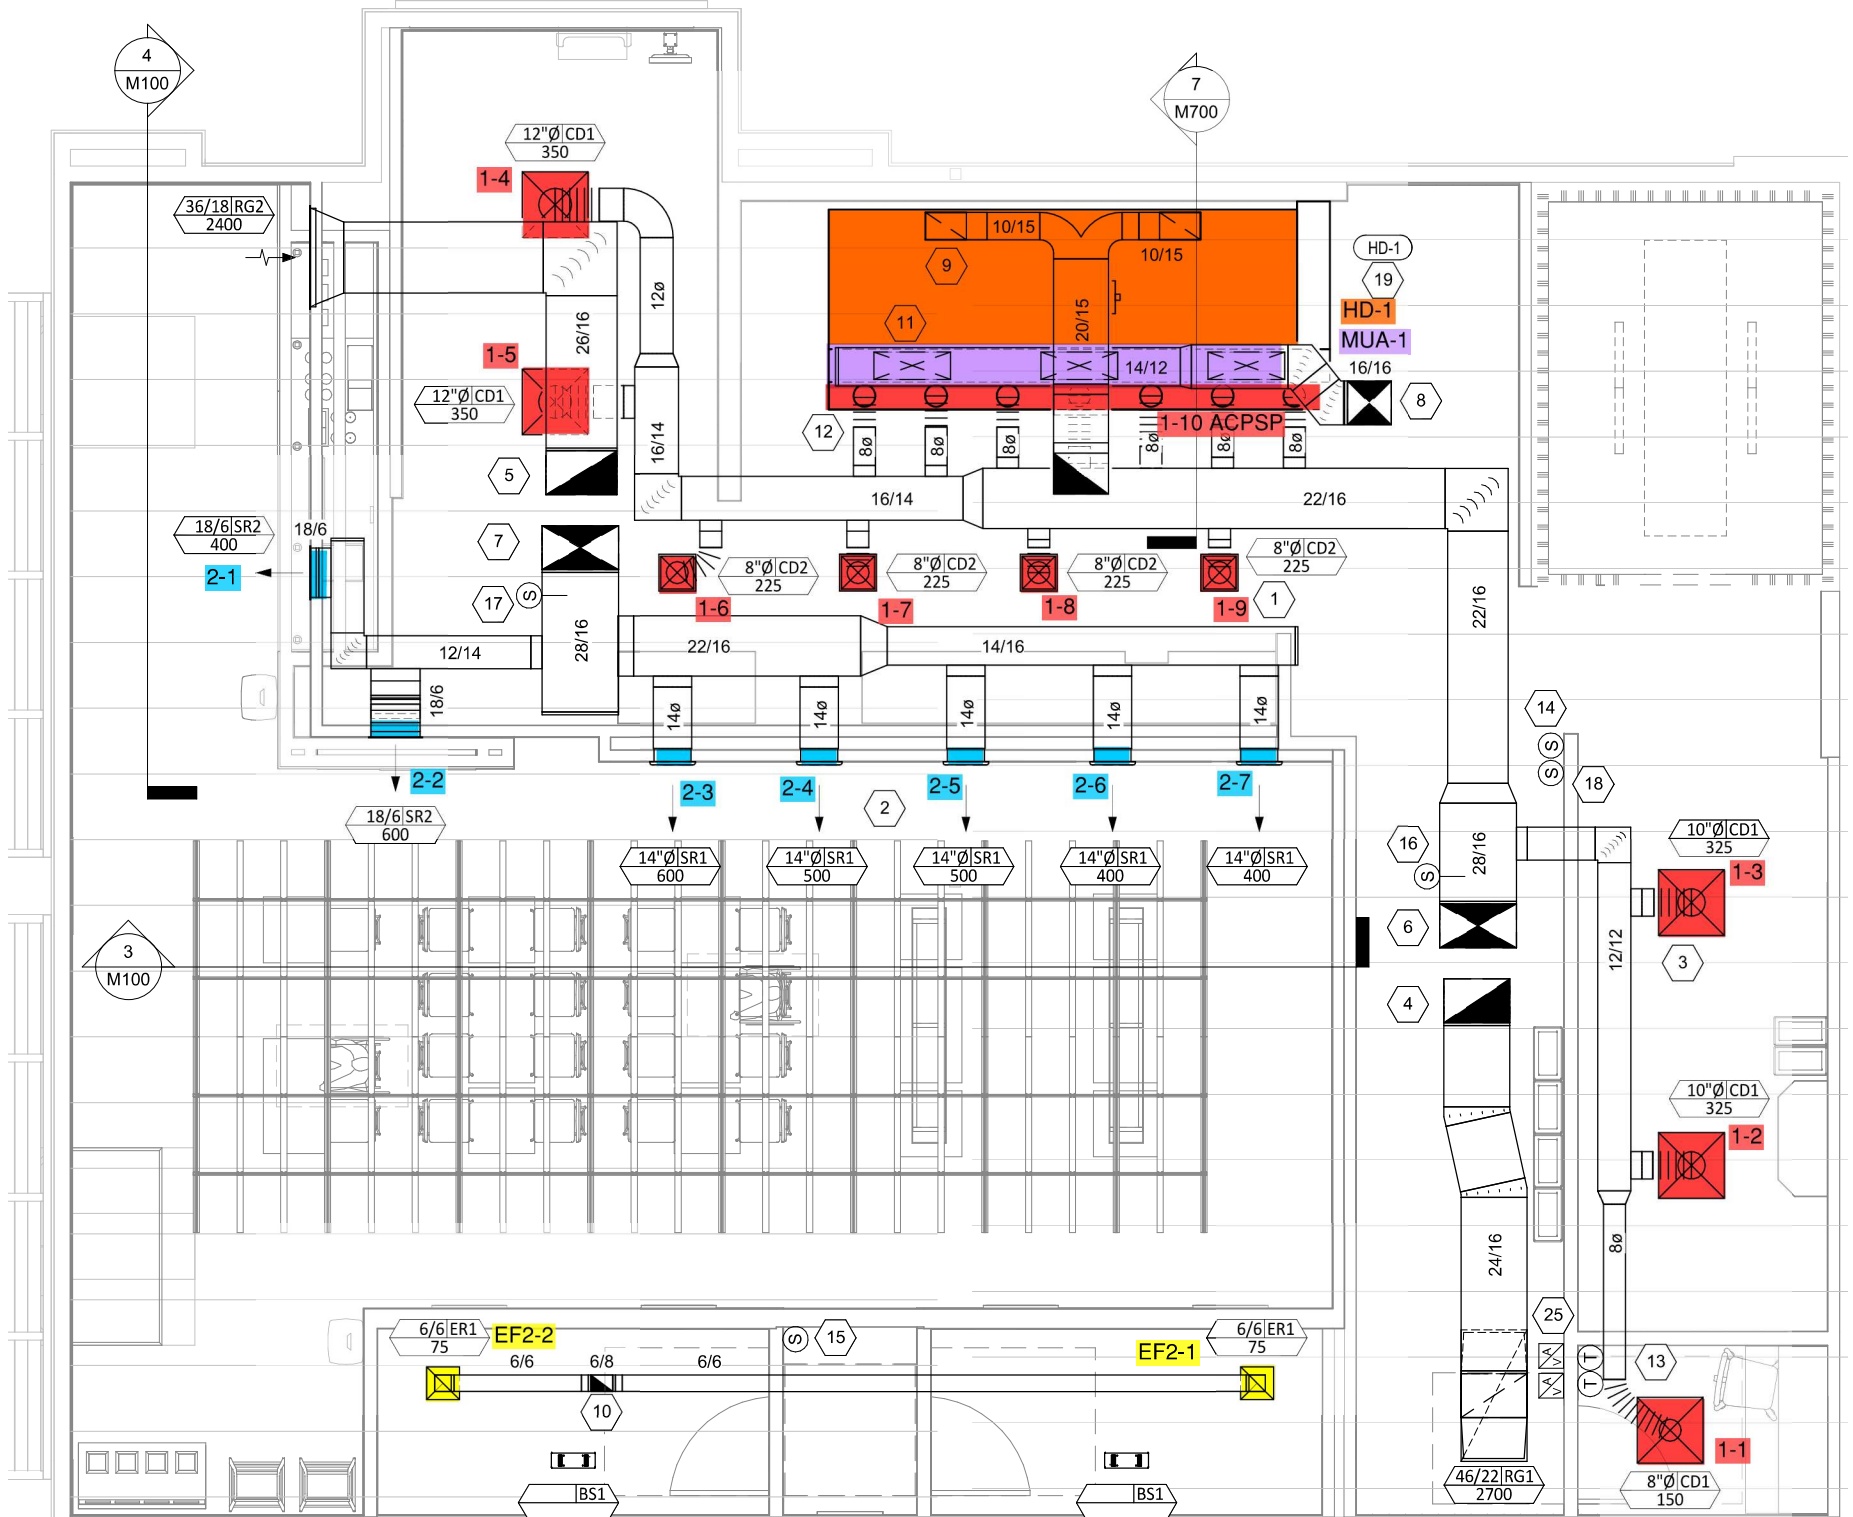 4
M100
7
M700
12"Ø CD1
350
1-4
36/18 RG2
2400
10/15
10/15
9
HD-1
19
HD-1
MUA-1
16/16
8
11
20/15
14/12
12ø
26/16
1-5
12"Ø CD1
350
16/14
12
1-10 ACPSP
8ø
8ø
8ø
8ø
8ø
8ø
5
16/14
22/16
18/6 SR2
400
18/6
2-1
7
17
S
8"Ø CD2
225
8"Ø CD2
225
8"Ø CD2
225
8"Ø CD2
225
1-6
1-7
1-8
1-9
1
22/16
12/14
28/16
22/16
14/16
18/6
14ø
14ø
14ø
14ø
14ø
14
S
S
18
2-2
2-3
2-4
2-5
2-6
2-7
2
18/6 SR2
600
14"Ø SR1
600
14"Ø SR1
500
14"Ø SR1
500
14"Ø SR1
400
14"Ø SR1
400
16
28/16
S
10"Ø CD1
325
1-3
6
12/12
3
3
M100
4
10"Ø CD1
325
1-2
24/16
8ø
25
6/6 ER1
75
EF2-2
S
15
6/6 ER1
75
EF2-1
6/6
6/8
6/6
10
A
V
A
V
T
T
13
BS1
BS1
46/22 RG1
2700
1-1
8"Ø CD1
150